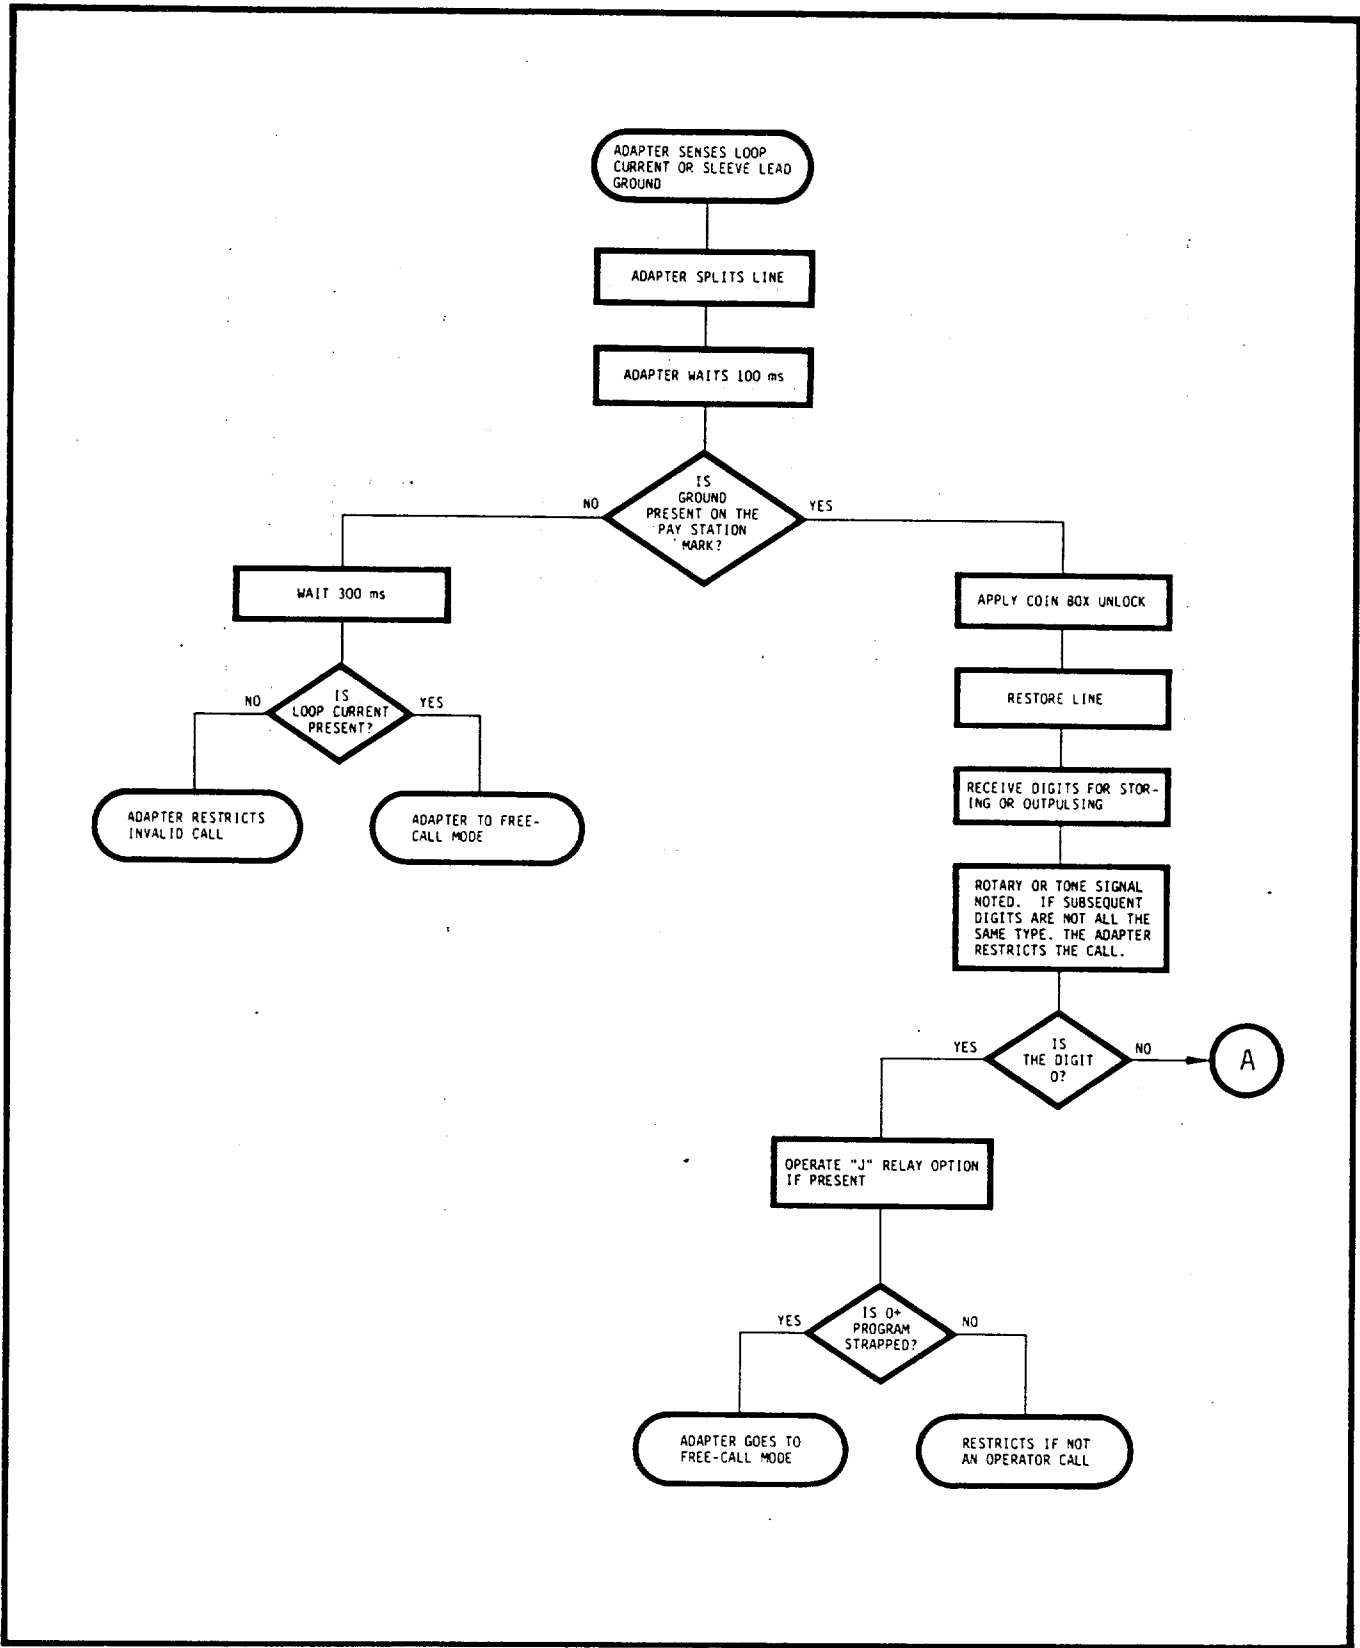 ADAPTER SENSES LOOP
CURRENT OR SLEEVE LEAD
GROUND
ADAPTER SPLITS LINE
ADAPTER WAITS 100 ms
IS
GROUND
PRESENT ON THE
PAY STATION
MARK?
NO
YES
WAIT 300 ms
IS
LOOP CURRENT
PRESENT?
NO
YES
ADAPTER RESTRICTS
INVALID CALL
ADAPTER TO FREE-
CALL MODE
APPLY COIN BOX UNLOCK
RESTORE LINE
RECEIVE DIGITS FOR STOR-
ING OR OUTPULSING
ROTARY OR TONE SIGNAL
NOTED. IF SUBSEQUENT
DIGITS ARE NOT ALL THE
SAME TYPE. THE ADAPTER
RESTRICTS THE CALL.
IS
THE DIGIT
0?
YES
NO
A
OPERATE "J" RELAY OPTION
IF PRESENT
IS 0+
PROGRAM
STRAPPED?
YES
NO
ADAPTER GOES TO
FREE-CALL MODE
RESTRICTS IF NOT
AN OPERATOR CALL